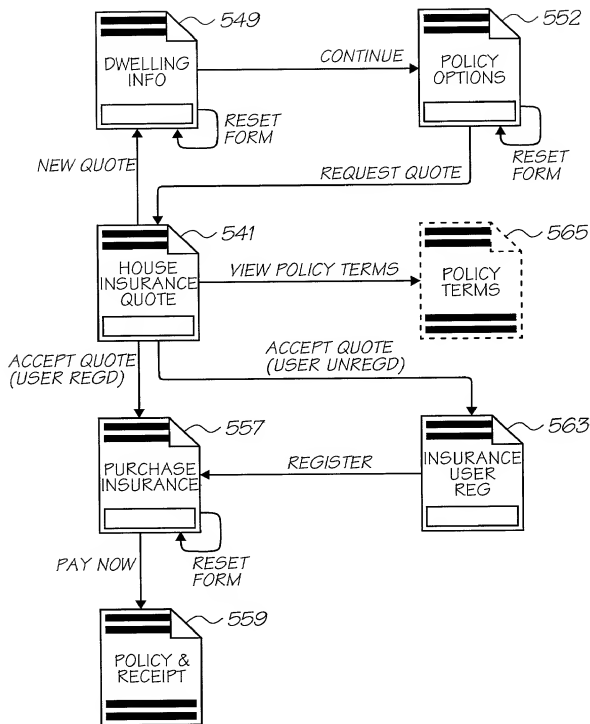 549
DWELLING
INFO
CONTINUE
552
POLICY
OPTIONS
RESET
FORM
RESET
FORM
NEW QUOTE
REQUEST QUOTE
541
HOUSE
INSURANCE
QUOTE
VIEW POLICY TERMS
565
POLICY
TERMS
ACCEPT QUOTE
(USER REGD)
ACCEPT QUOTE
(USER UNREGD)
557
PURCHASE
INSURANCE
REGISTER
563
INSURANCE
USER
REG
RESET
FORM
PAY NOW
559
POLICY &
RECEIPT